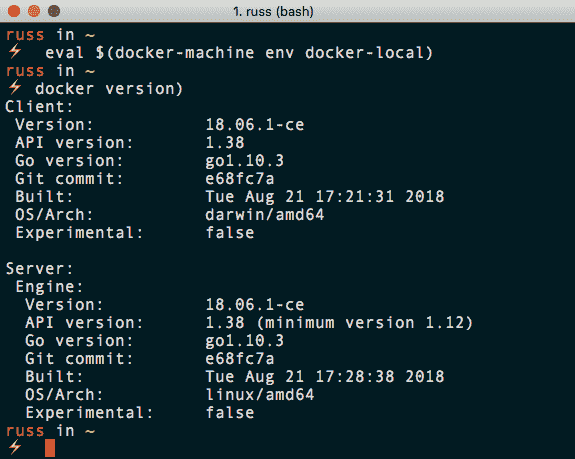 1. russ (bash)
russ in ~
⚡ eval $(docker-machine env docker-local)
russ in ~
⚡ docker version)
Client:
Version: 18.06.1-ce
API version: 1.38
Go version: go1.10.3
Git commit: e68fc7a
Built: Tue Aug 21 17:21:31 2018
OS/Arch: darwin/amd64
Experimental: false
Server:
Engine:
Version: 18.06.1-ce
API version: 1.38 (minimum version 1.12)
Go version: go1.10.3
Git commit: e68fc7a
Built: Tue Aug 21 17:28:38 2018
OS/Arch: linux/amd64
Experimental: false
russ in ~
⚡